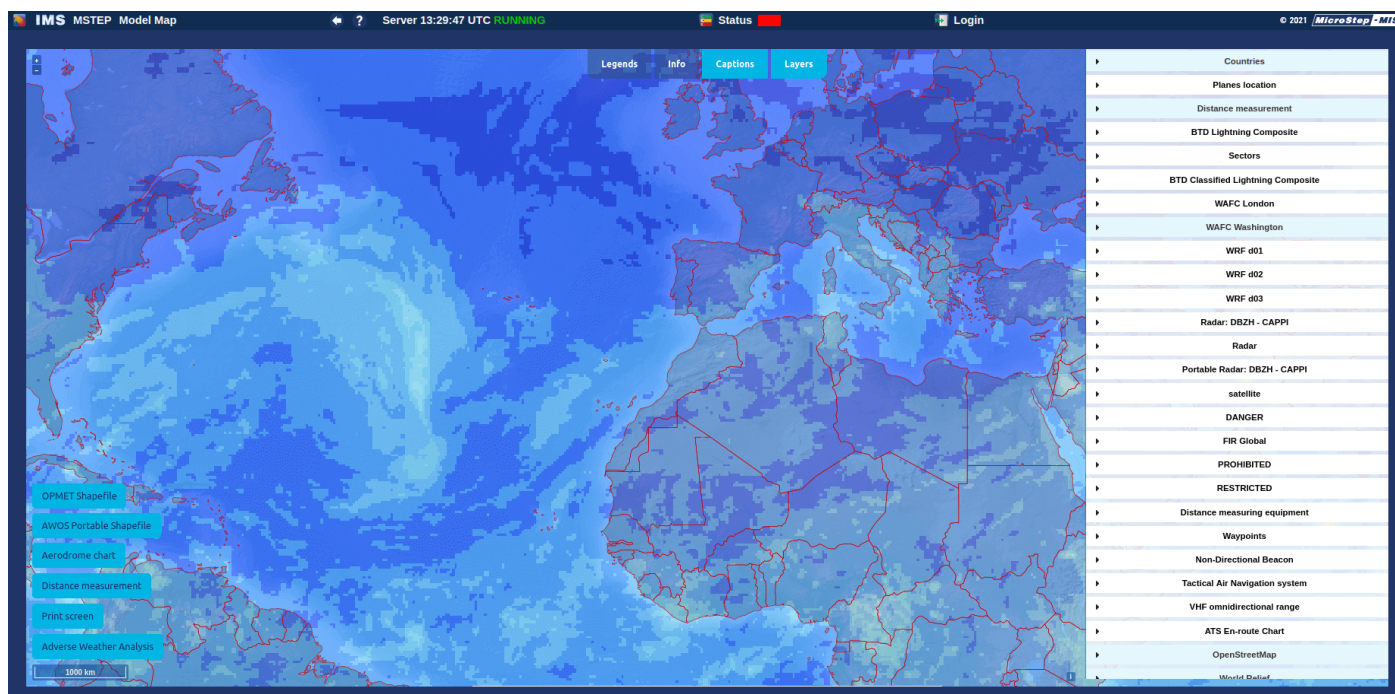 IMS MSTEP Model Map
? Server 13:29:47 UTC RUNNING
Status
Login
© 2021 MicroStep-MIS
+
-
Legends
Info
Captions
Layers
Countries
Planes location
Distance measurement
BTD Lightning Composite
Sectors
BTD Classified Lightning Composite
WAFC London
WAFC Washington
WRF d01
WRF d02
WRF d03
Radar: DBZH - CAPPI
Radar
Portable Radar: DBZH - CAPPI
satellite
DANGER
FIR Global
PROHIBITED
RESTRICTED
Distance measuring equipment
Waypoints
Non-Directional Beacon
Tactical Air Navigation system
VHF omnidirectional range
ATS En-route Chart
OpenStreetMap
World Relief
OPMET Shapefile
AWOS Portable Shapefile
Aerodrome chart
Distance measurement
Print screen
Adverse Weather Analysis
1000 km
i